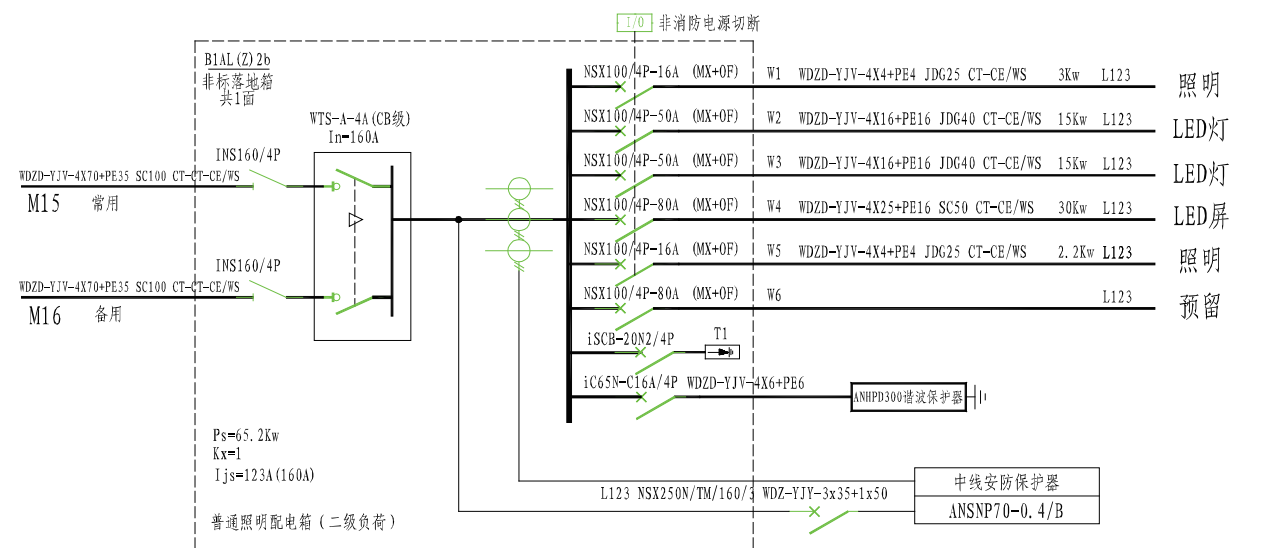 I/O 非消防电源切断
B1AL(Z)2b
非标落地箱
共1面
WTS-A-4A(CB级)
In=160A
INS160/4P
WDZD-YJV-4X70+PE35 SC100 CT-CT-CE/WS
M15 常用
INS160/4P
WDZD-YJV-4X70+PE35 SC100 CT-CT-CE/WS
M16 备用
NSX100/4P-16A (MX+OF) W1 WDZD-YJV-4X4+PE4 JDG25 CT-CE/WS 3Kw L123 照明
NSX100/4P-50A (MX+OF) W2 WDZD-YJV-4X16+PE16 JDG40 CT-CE/WS 15Kw L123 LED灯
NSX100/4P-50A (MX+OF) W3 WDZD-YJV-4X16+PE16 JDG40 CT-CE/WS 15Kw L123 LED灯
NSX100/4P-80A (MX+OF) W4 WDZD-YJV-4X25+PE16 SC50 CT-CE/WS 30Kw L123 LED屏
NSX100/4P-16A (MX+OF) W5 WDZD-YJV-4X4+PE4 JDG25 CT-CE/WS 2.2Kw L123 照明
NSX100/4P-80A (MX+OF) W6 L123 预留
iSCB-20N2/4P T1
iC65N-C16A/4P WDZD-YJV-4X6+PE6 ANHPD300谐波保护器
Ps=65.2Kw
Kx=1
Ijs=123A(160A)
普通照明配电箱(二级负荷)
L123 NSX250N/TM/160/3 WDZ-YJY-3x35+1x50
中线安防保护器
ANSNP70-0.4/B